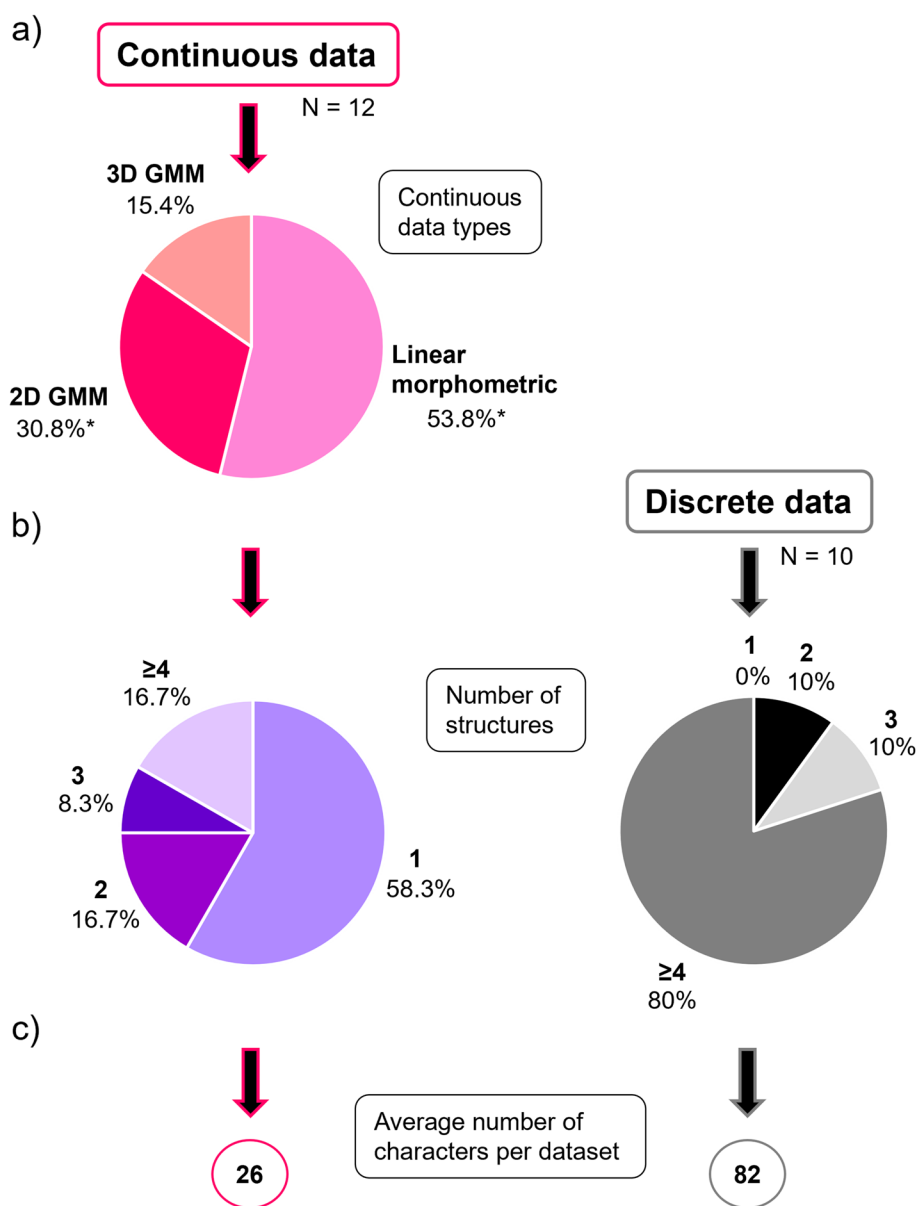 a)
Continuous data
N = 12
3D GMM
15.4%
Continuous
data types
Linear
morphometric
53.8%*
2D GMM
30.8%*
Discrete data
b)
N = 10
≥4
16.7%
3
8.3%
2
16.7%
1
58.3%
Number of
structures
1
0%
2
10%
3
10%
≥4
80%
c)
Average number of
characters per dataset
26
82